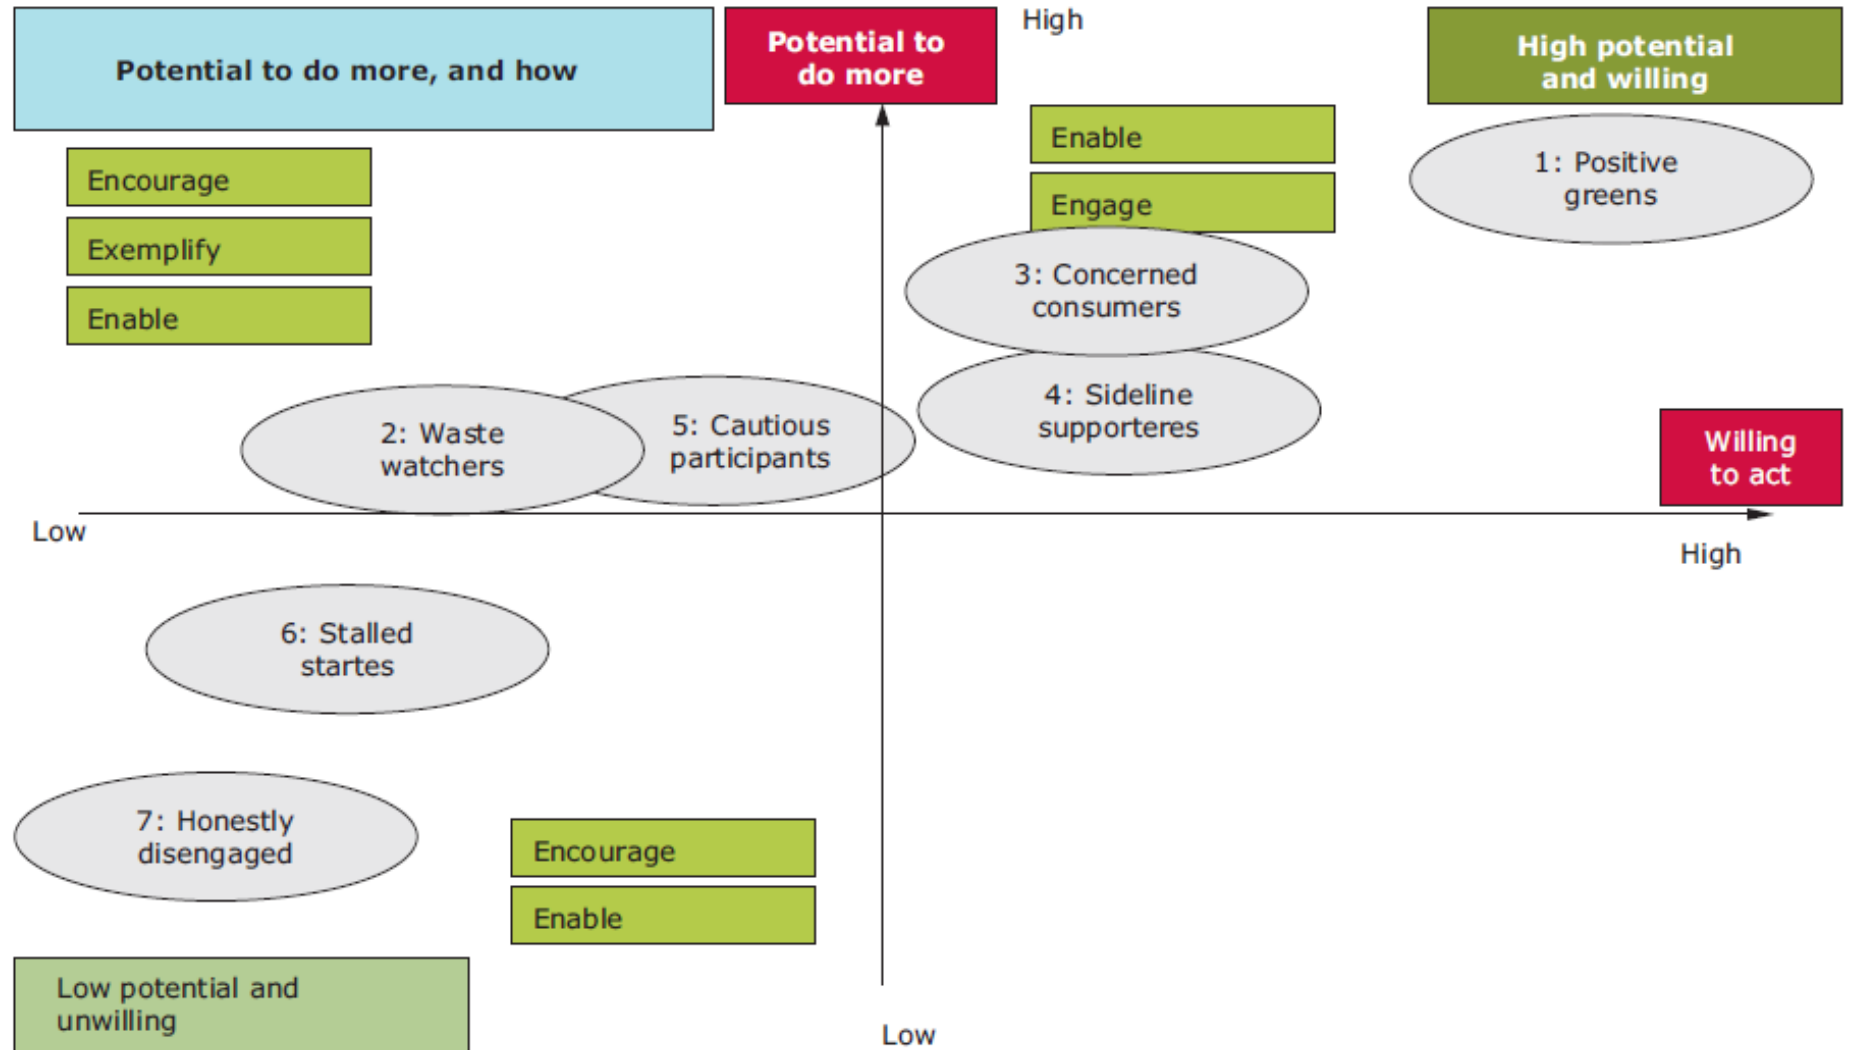 Potential to do more, and how
Potential to
do more
High
High potential
and willing
Encourage
Exemplify
Enable
Enable
Engage
1: Positive
greens
3: Concerned
consumers
4: Sideline
supporteres
2: Waste
watchers
5: Cautious
participants
Willing
to act
Low
High
6: Stalled
startes
7: Honestly
disengaged
Encourage
Enable
Low potential and
unwilling
Low